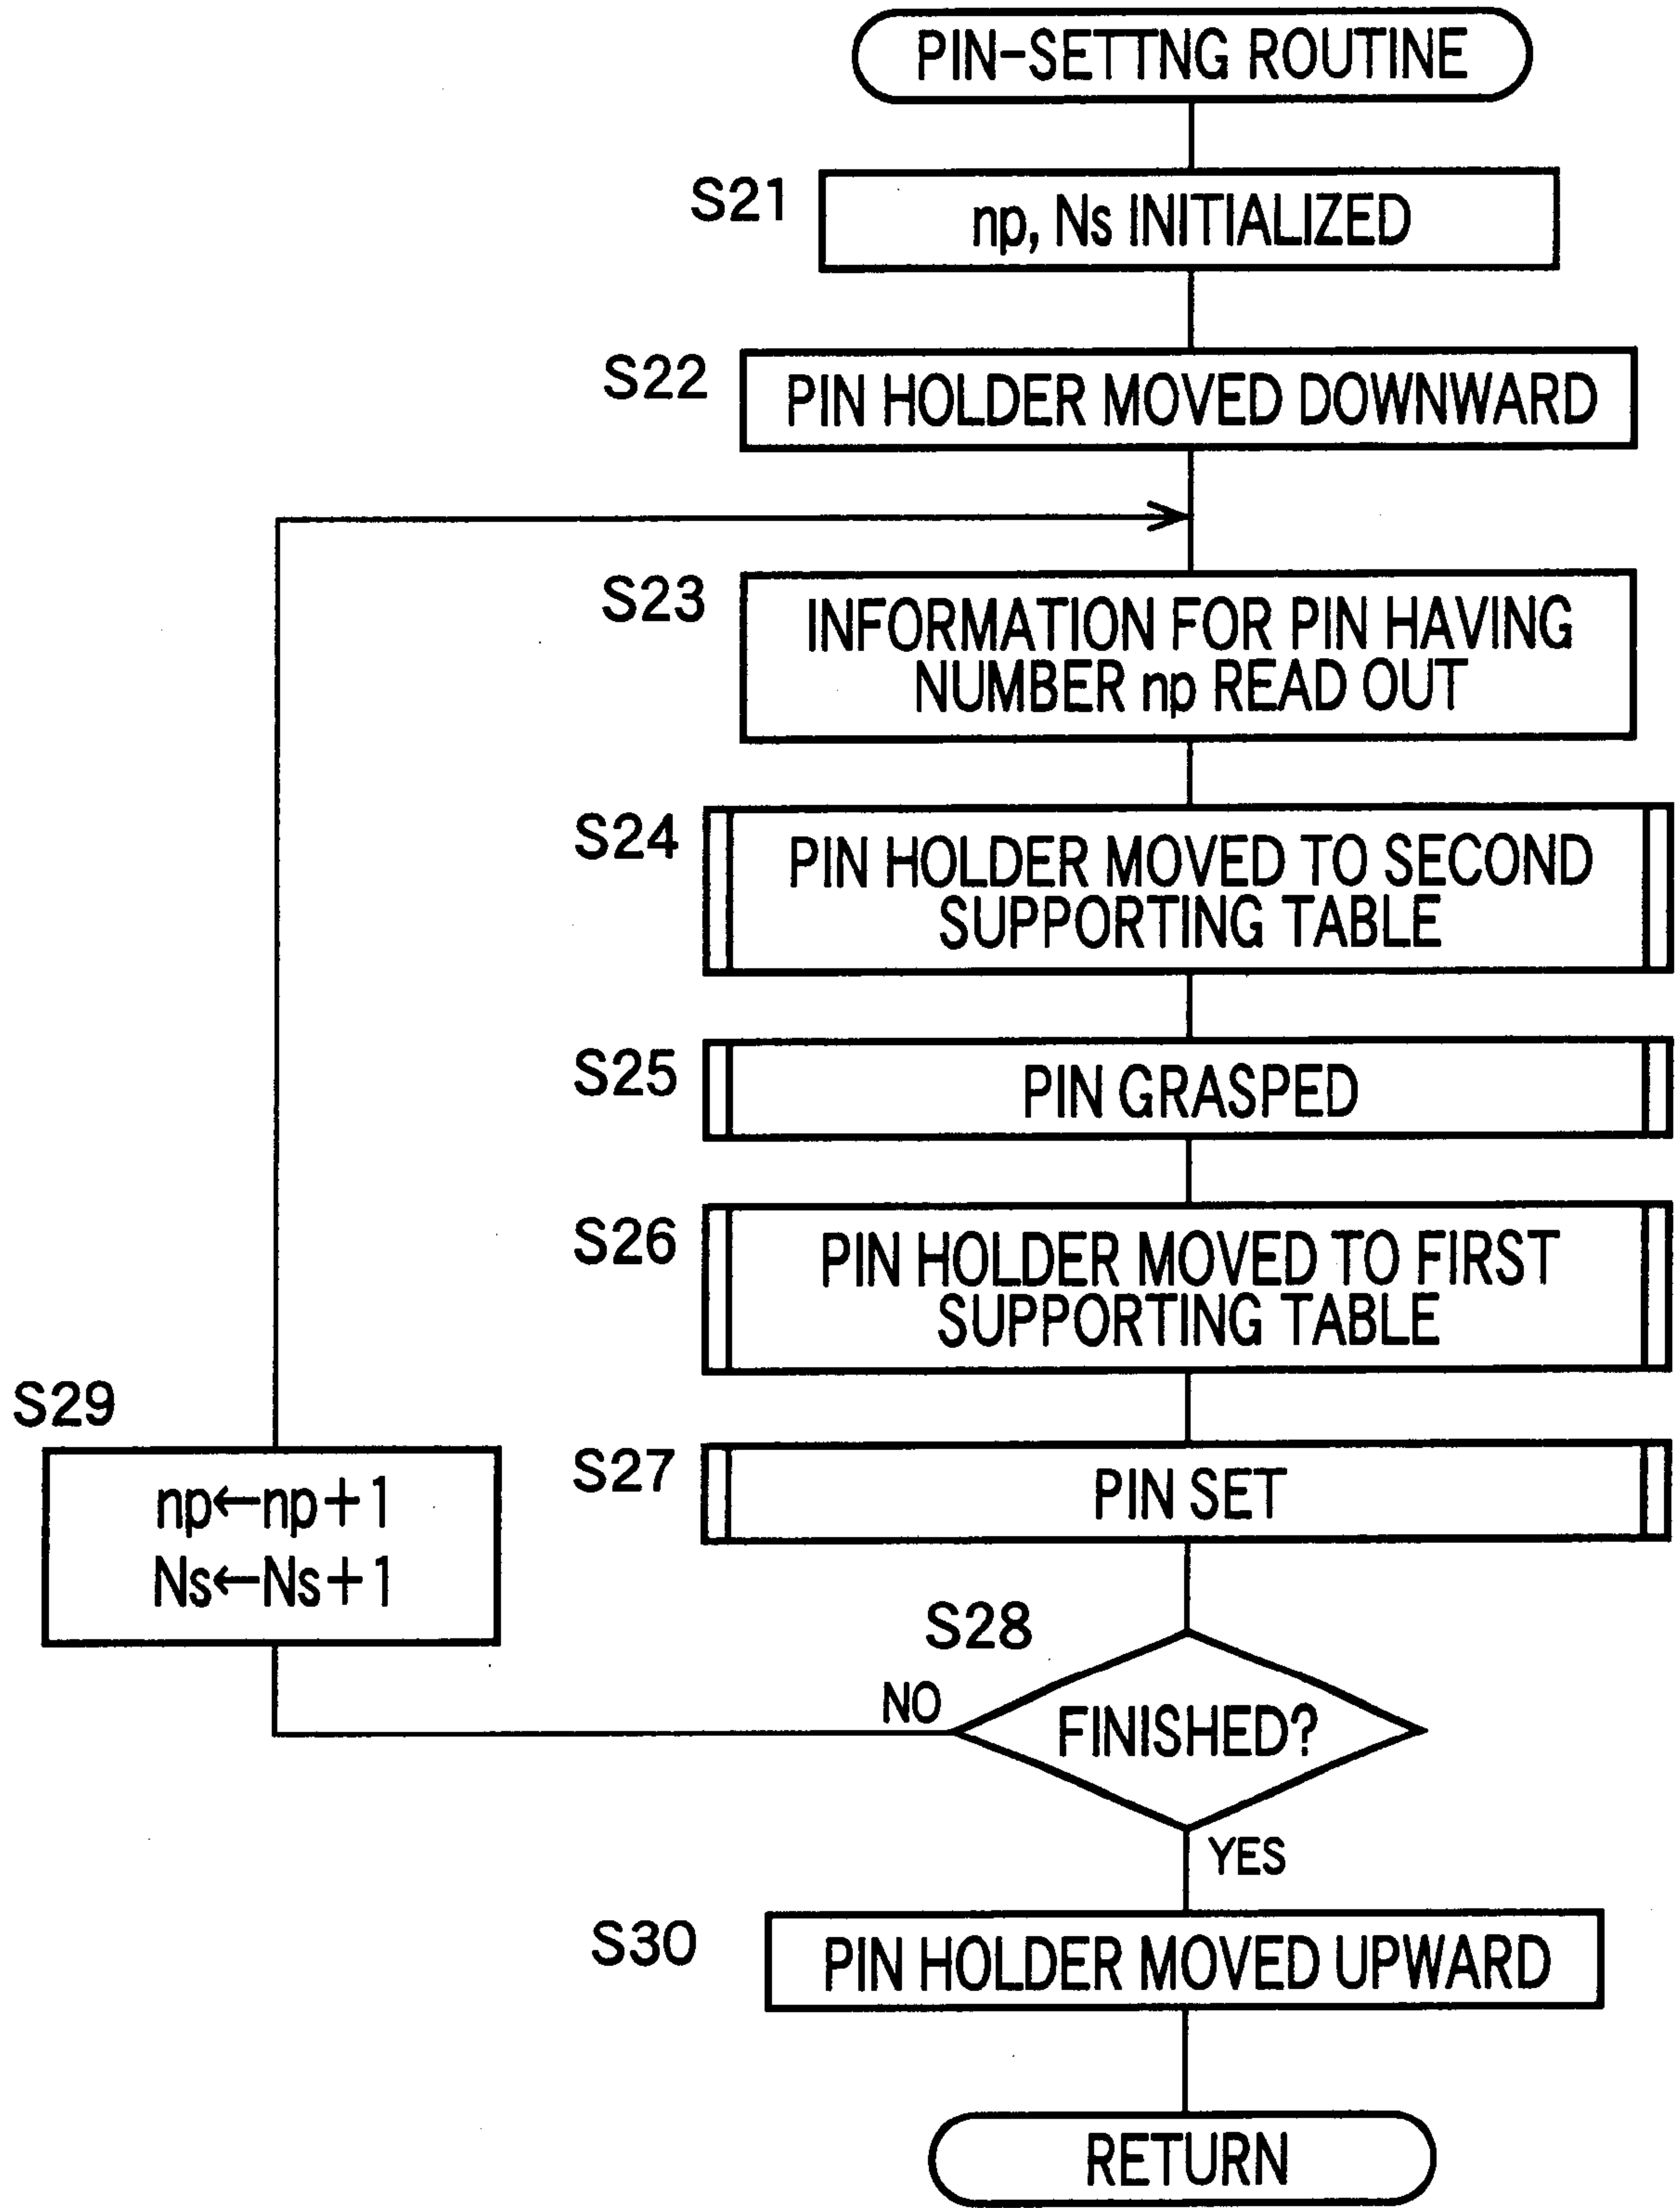 PIN-SETTNG ROUTINE
S21
np, Ns INITIALIZED
S22
PIN HOLDER MOVED DOWNWARD
S23
INFORMATION FOR PIN HAVING
NUMBER np READ OUT
S24
PIN HOLDER MOVED TO SECOND
SUPPORTING TABLE
S25
PIN GRASPED
S26
PIN HOLDER MOVED TO FIRST
SUPPORTING TABLE
S27
PIN SET
S28
FINISHED?
NO
S29
np←np+1
Ns←Ns+1
YES
S30
PIN HOLDER MOVED UPWARD
RETURN